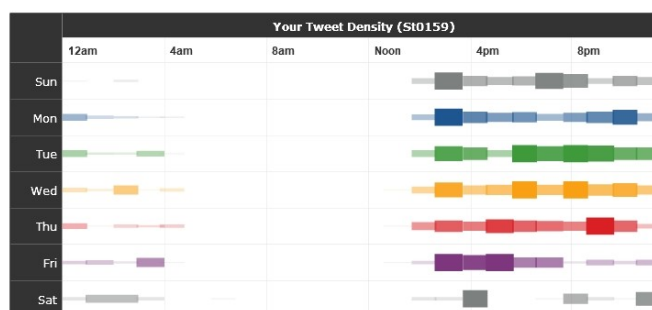 Your Tweet Density (St0159)
12am 4am 8am Noon 4pm 8pm
Sun
Mon
Tue
Wed
Thu
Fri
Sat